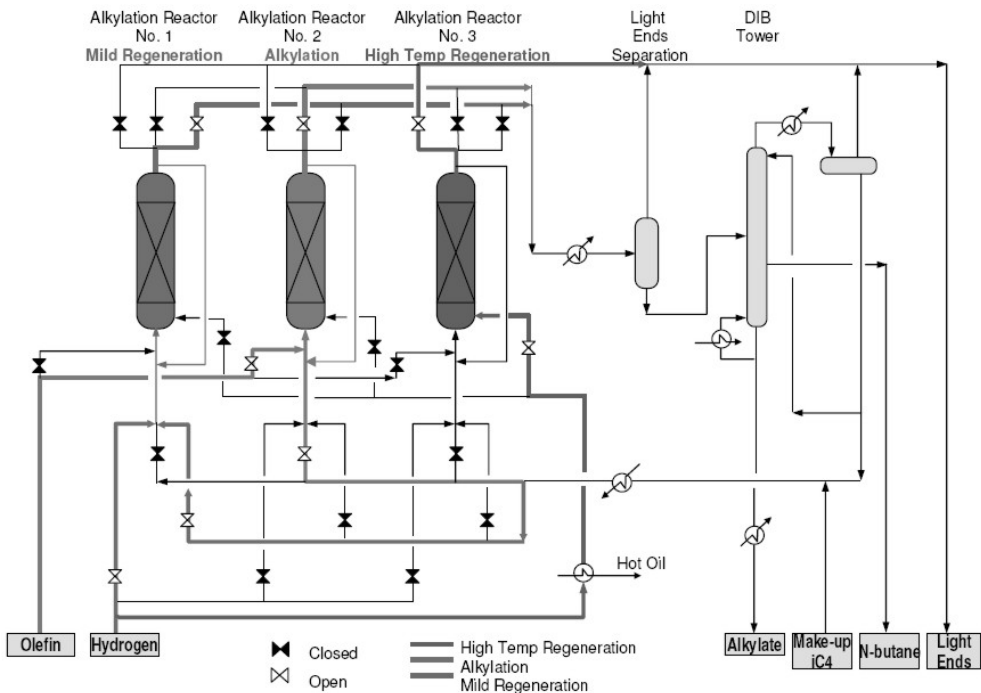 Alkylation Reactor
No. 1
Mild Regeneration
Alkylation Reactor
No. 2
Alkylation
Alkylation Reactor
No. 3
High Temp Regeneration
Light
Ends
Separation
DIB
Tower
Hot Oil
Olefin
Hydrogen
Closed
Open
High Temp Regeneration
Alkylation
Mild Regeneration
Alkylate
Make-up
iC4
N-butane
Light
Ends